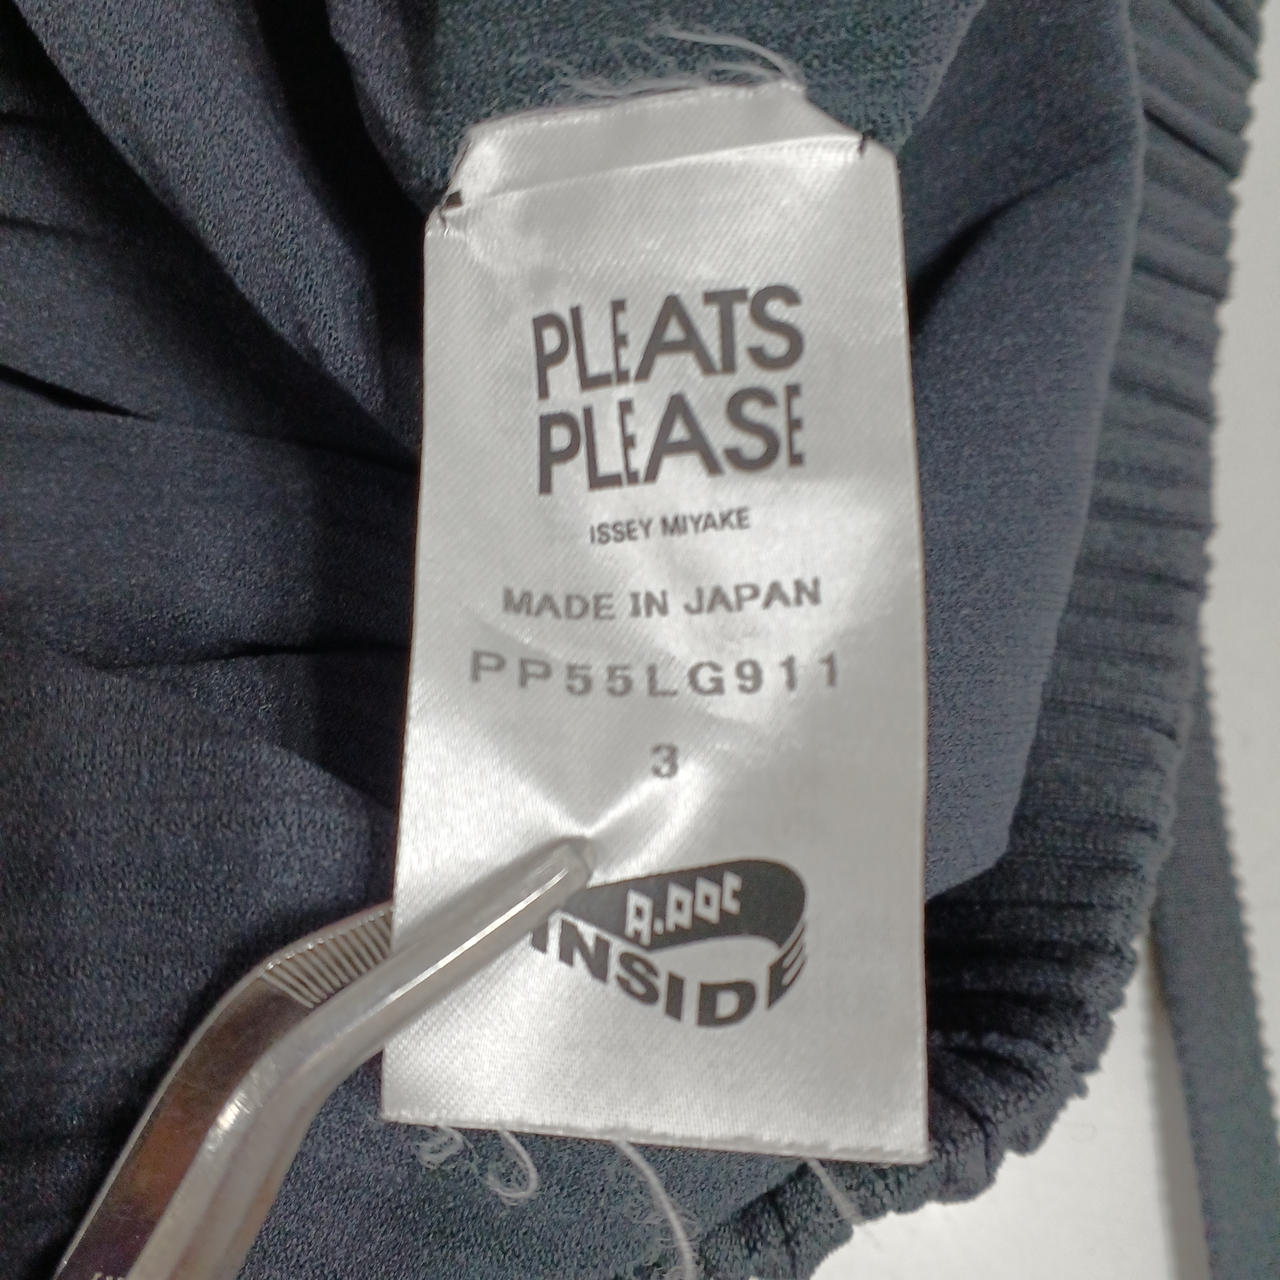 PLEATS
PLEASE
ISSEY MIYAKE
MADE IN JAPAN
PP55LG911
3
A.POC
INSIDE